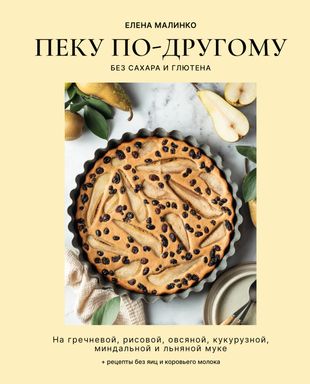 ЕЛЕНА МАЛИНКО
ПЕКУ ПО-ДРУГОМУ
БЕЗ САХАРА И ГЛЮТЕНА
На гречневой, рисовой, овсяной, кукурузной,
миндальной и льняной муке
+ рецепты без яиц и коровьего молока